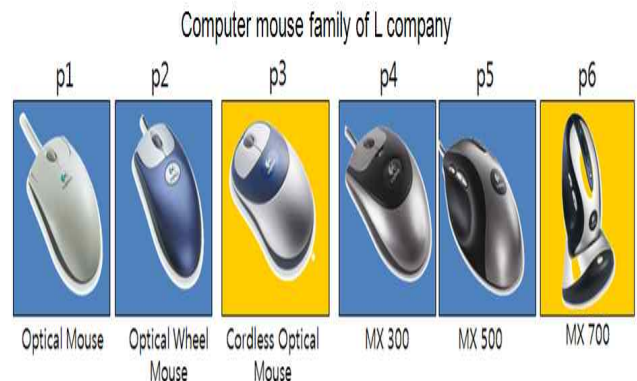 Computer mouse family of L company
p1 p2 p3 p4 p5 p6
Optical Mouse Optical Wheel Mouse Cordless Optical Mouse MX 300 MX 500 MX 700